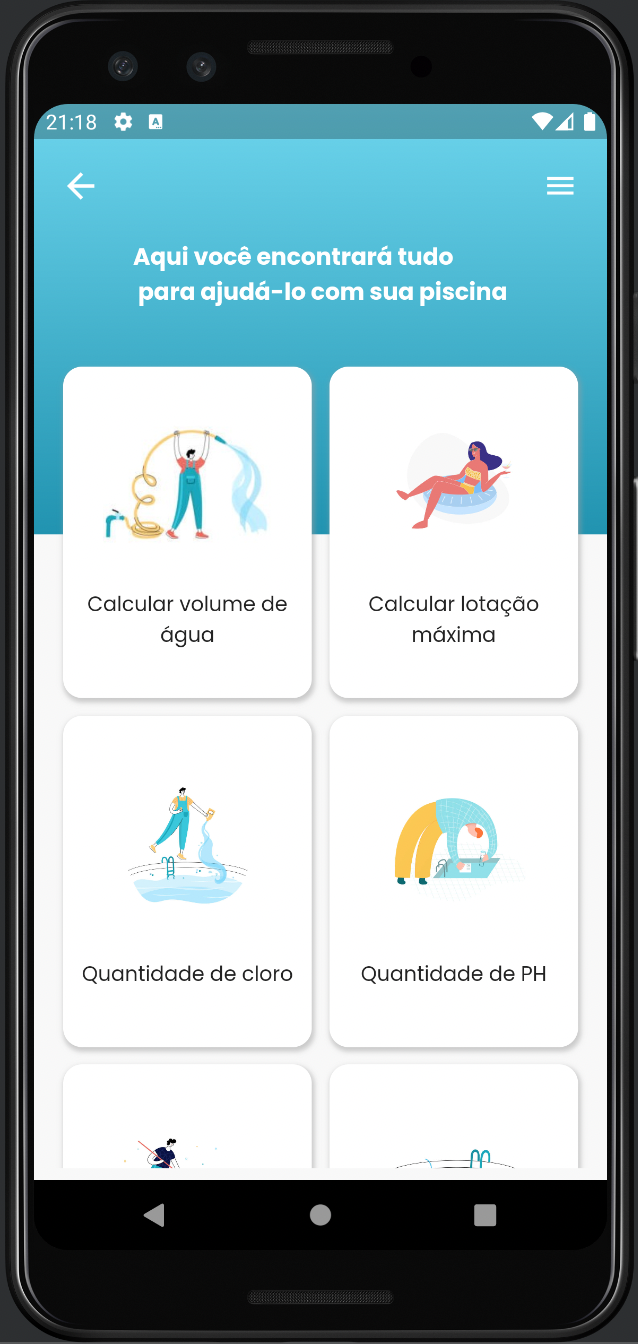 21:18
Aqui você encontrará tudo
para ajudá-lo com sua piscina
Calcular volume de
água
Calcular lotação
máxima
Quantidade de cloro
Quantidade de PH